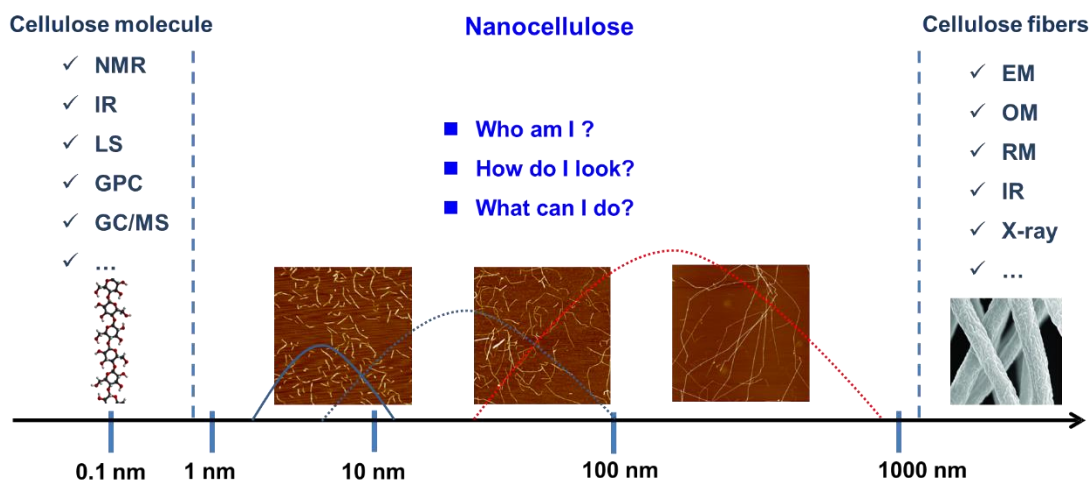 Cellulose molecule
✓ NMR
✓ IR
✓ LS
✓ GPC
✓ GC/MS
✓ ...
Nanocellulose
■ Who am I ?
■ How do I look?
■ What can I do?
Cellulose fibers
✓ EM
✓ OM
✓ RM
✓ IR
✓ X-ray
✓ ...
0.1 nm 1 nm 10 nm 100 nm 1000 nm